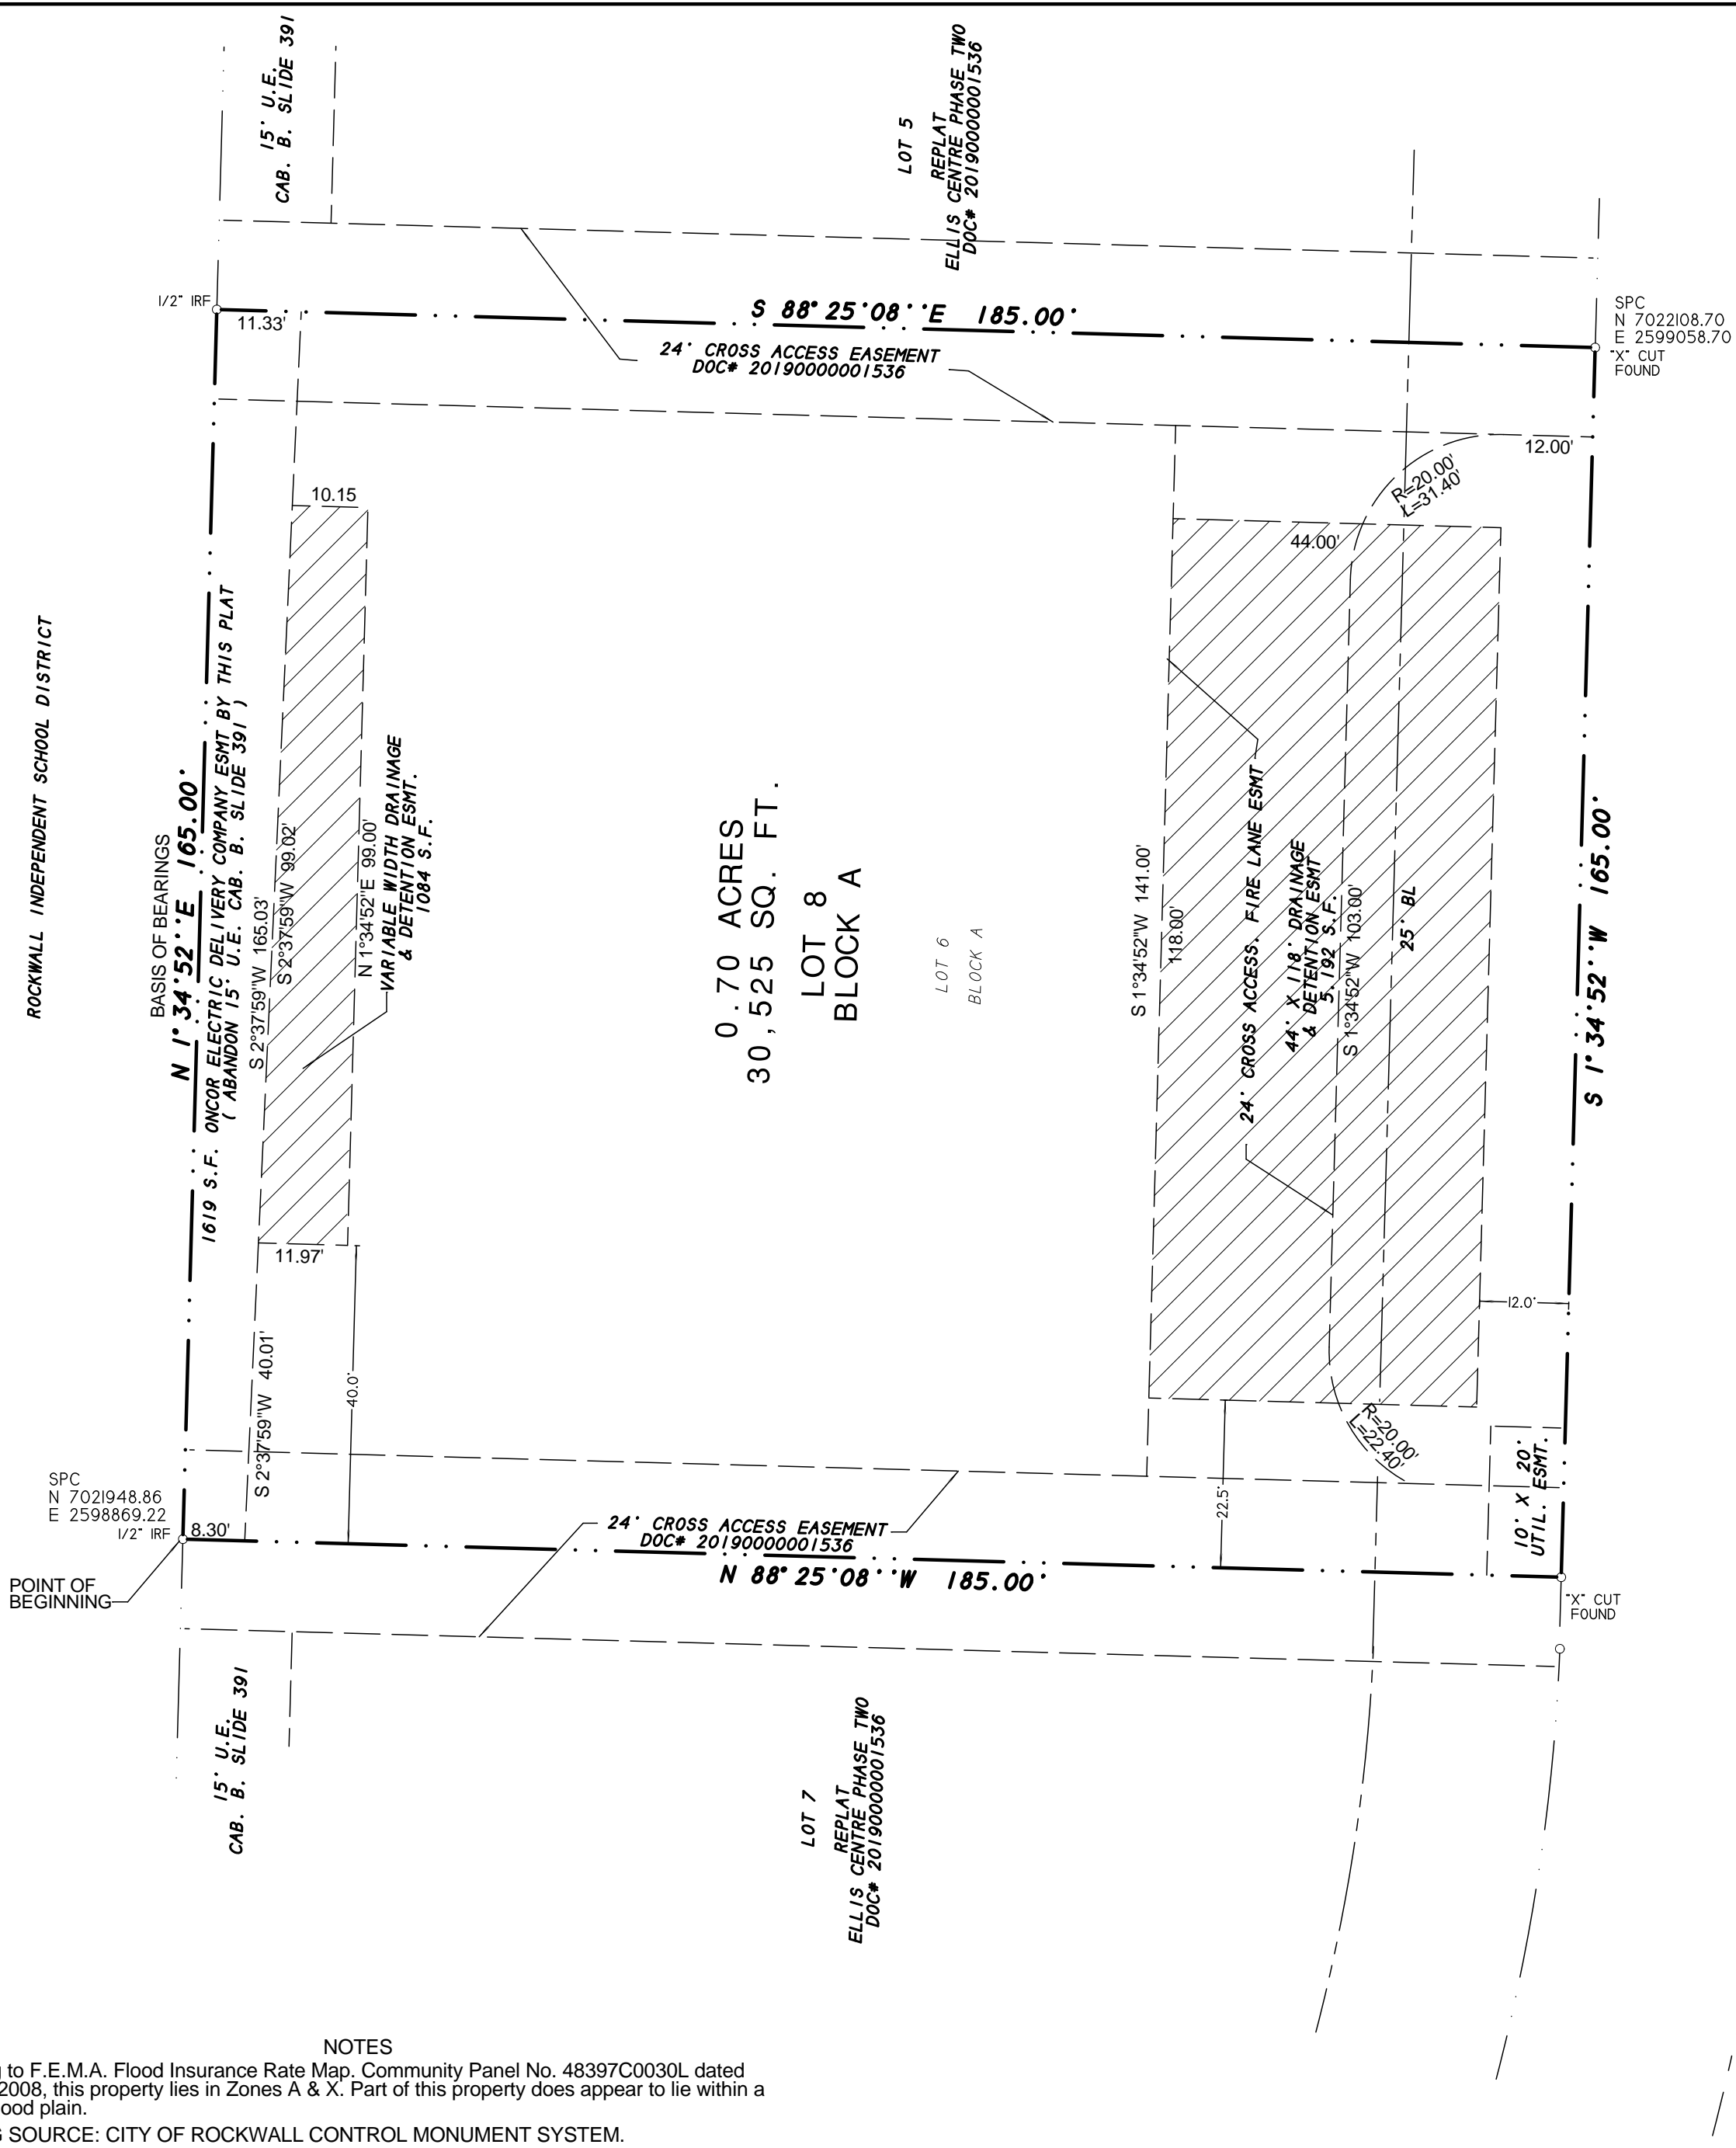 15' U.E.
CAB. B. SLIDE 391
LOT 5
REPLAT
ELLIS CENTRE PHASE TWO
DOC# 20190000001536
1/2" IRF
11.33'
S 88°25'08''E 185.00'
24' CROSS ACCESS EASEMENT
DOC# 20190000001536
SPC
N 7022108.70
E 2599058.70
"X" CUT
FOUND
12.00'
R=20.00'
L=31.40'
10.15
44.00'
ROCKWALL INDEPENDENT SCHOOL DISTRICT
BASIS OF BEARINGS
N 1°34'52''E 165.00'
1619 S.F. ONCOR ELECTRIC DELIVERY COMPANY ESMT BY THIS PLAT
( ABANDON 15' U.E. CAB. B. SLIDE 391 )
S 2°37'59"W 165.03'
S 2°37'59"W 99.02'
N 1°34'52"E 99.00'
VARIABLE WIDTH DRAINAGE
& DETENTION ESMT.
1084 S.F.
0.70 ACRES
30,525 SQ. FT.
LOT 8
BLOCK A
LOT 6
BLOCK A
S 1°34'52"W 141.00'
118.00'
24' CROSS ACCESS. FIRE LANE ESMT
44' X 118' DRAINAGE
& DETENTION ESMT
5,192 S.F.
S 1°34'52"W 103.00'
25' BL
S 1°34'52''W 165.00'
11.97'
12.0'
40.0'
S 2°37'59"W 40.01'
R=20.00'
L=22.40'
10' X 20'
UTIL. ESMT.
22.5'
SPC
N 7021948.86
E 2598869.22
1/2" IRF
8.30'
24' CROSS ACCESS EASEMENT
DOC# 20190000001536
N 88°25'08''W 185.00'
POINT OF
BEGINNING
"X" CUT
FOUND
15' U.E.
CAB. B. SLIDE 391
LOT 7
REPLAT
ELLIS CENTRE PHASE TWO
DOC# 20190000001536
NOTES
to F.E.M.A. Flood Insurance Rate Map. Community Panel No. 48397C0030L dated
2008, this property lies in Zones A & X. Part of this property does appear to lie within a
ood plain.
SOURCE: CITY OF ROCKWALL CONTROL MONUMENT SYSTEM.